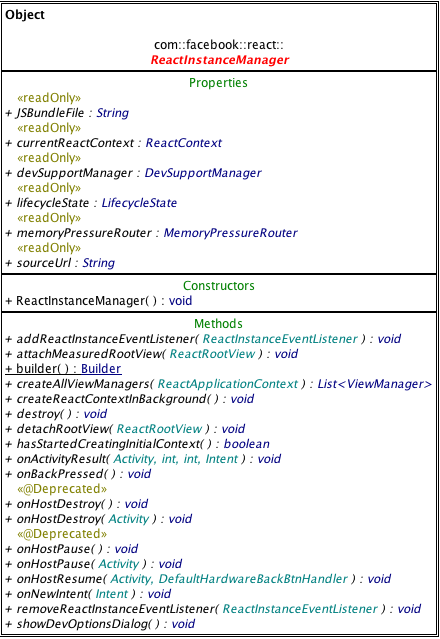 Object
com::facebook::react::
ReactInstanceManager
Properties
«readOnly»
+ JSBundleFile : String
«readOnly»
+ currentReactContext : ReactContext
«readOnly»
+ devSupportManager : DevSupportManager
«readOnly»
+ lifecycleState : LifecycleState
«readOnly»
+ memoryPressureRouter : MemoryPressureRouter
«readOnly»
+ sourceUrl : String
Constructors
+ ReactInstanceManager( ) : void
Methods
+ addReactInstanceEventListener( ReactInstanceEventListener ) : void
+ attachMeasuredRootView( ReactRootView ) : void
+ builder( ) : Builder
+ createAllViewManagers( ReactApplicationContext ) : List<ViewManager>
+ createReactContextInBackground( ) : void
+ destroy( ) : void
+ detachRootView( ReactRootView ) : void
+ hasStartedCreatingInitialContext( ) : boolean
+ onActivityResult( Activity, int, int, Intent ) : void
+ onBackPressed( ) : void
«@Deprecated»
+ onHostDestroy( ) : void
+ onHostDestroy( Activity ) : void
«@Deprecated»
+ onHostPause( ) : void
+ onHostPause( Activity ) : void
+ onHostResume( Activity, DefaultHardwareBackBtnHandler ) : void
+ onNewIntent( Intent ) : void
+ removeReactInstanceEventListener( ReactInstanceEventListener ) : void
+ showDevOptionsDialog( ) : void